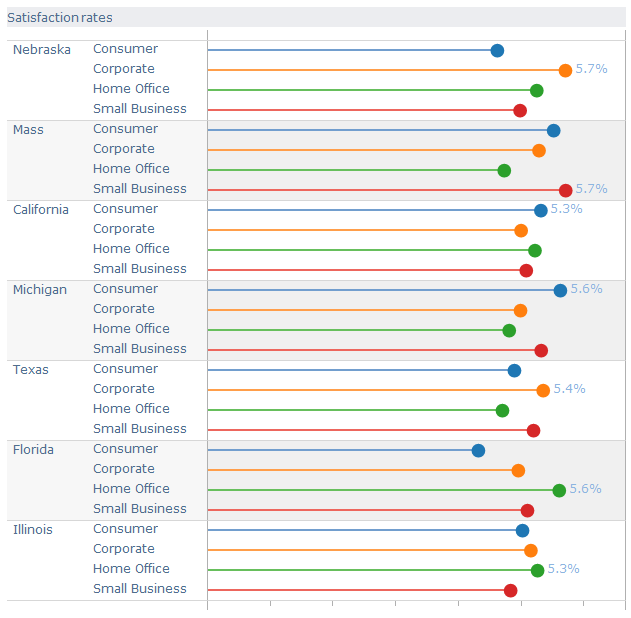 Satisfaction rates
Nebraska Consumer
Corporate 5.7%
Home Office
Small Business
Mass Consumer
Corporate
Home Office
Small Business 5.7%
California Consumer 5.3%
Corporate
Home Office
Small Business
Michigan Consumer 5.6%
Corporate
Home Office
Small Business
Texas Consumer
Corporate 5.4%
Home Office
Small Business
Florida Consumer
Corporate
Home Office 5.6%
Small Business
Illinois Consumer
Corporate
Home Office 5.3%
Small Business